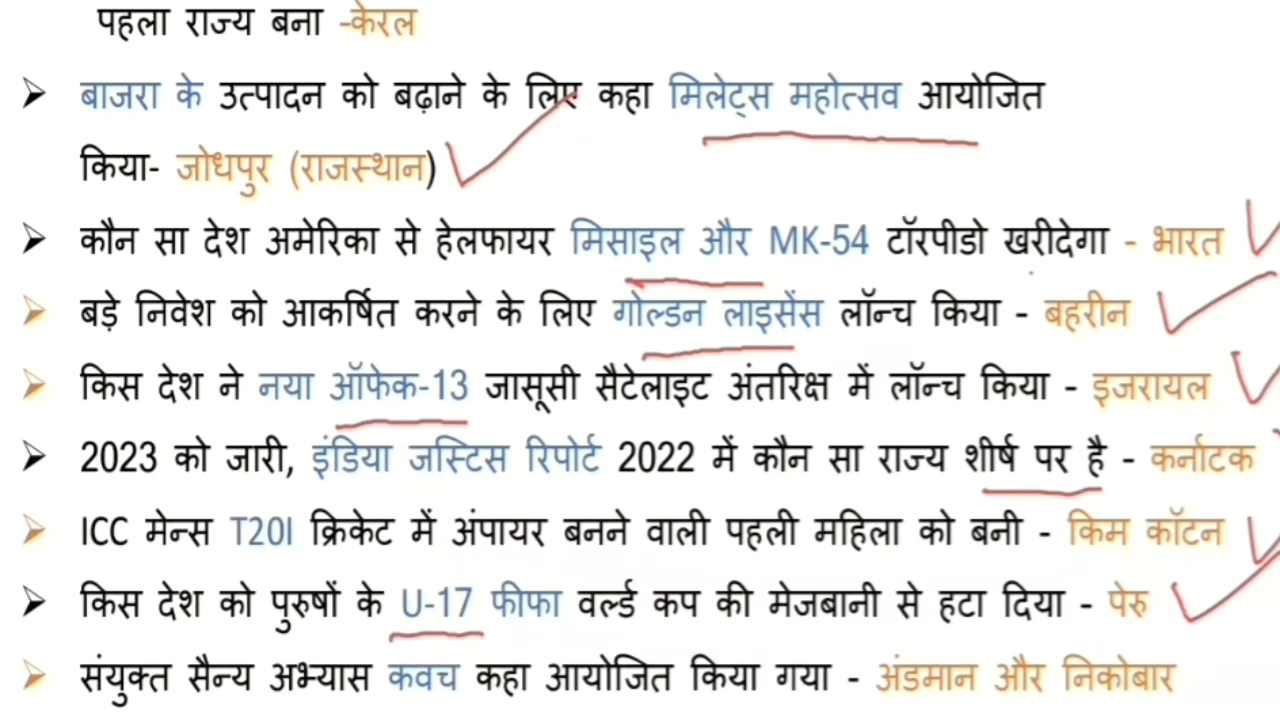 पहला राज्य बना -केरल
➤ बाजरा के उत्पादन को बढ़ाने के लिए कहा मिलेट्स महोत्सव आयोजित
किया- जोधपुर (राजस्थान)
➤ कौन सा देश अमेरिका से हेलफायर मिसाइल और MK-54 टॉरपीडो खरीदेगा - भारत
➤ बड़े निवेश को आकर्षित करने के लिए गोल्डन लाइसेंस लॉन्च किया - बहरीन
➤ किस देश ने नया ऑफेक-13 जासूसी सैटेलाइट अंतरिक्ष में लॉन्च किया - इजरायल
➤ 2023 को जारी, इंडिया जस्टिस रिपोर्ट 2022 में कौन सा राज्य शीर्ष पर है - कर्नाटक
➤ ICC मेन्स T20I क्रिकेट में अंपायर बनने वाली पहली महिला को बनी - किम कॉटन
➤ किस देश को पुरुषों के U-17 फीफा वर्ल्ड कप की मेजबानी से हटा दिया - पेरु
➤ संयुक्त सैन्य अभ्यास कवच कहा आयोजित किया गया - अंडमान और निकोबार